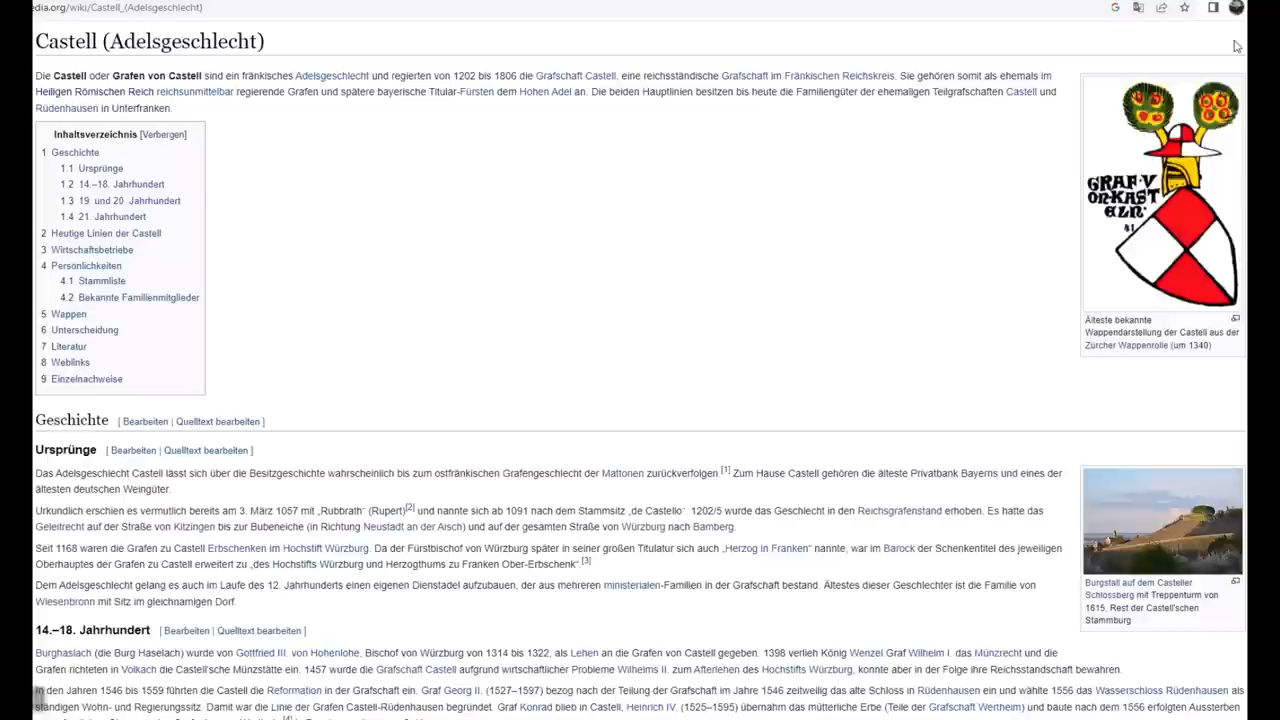 edia.org/wiki/Castell_(Adelsgeschlecht)
Castell (Adelsgeschlecht)
Die Castell oder Grafen von Castell sind ein fränkisches Adelsgeschlecht und regierten von 1202 bis 1806 die Grafschaft Castell, eine reichsständische Grafschaft im Fränkischen Reichskreis. Sie gehören somit als ehemals im
Heiligen Römischen Reich reichsunmittelbar regierende Grafen und spätere bayerische Titular-Fürsten dem Hohen Adel an. Die beiden Hauptlinien besitzen bis heute die Familiengüter der ehemaligen Teilgrafschaften Castell und
Rüdenhausen in Unterfranken.
Inhaltsverzeichnis [Verbergen]
1 Geschichte
1.1 Ursprünge
1.2 14.–18. Jahrhundert
1.3 19 und 20 Jahrhundert
1.4 21. Jahrhundert
2 Heutige Linien der Castell
3 Wirtschaftsbetriebe
4 Persönlichkeiten
4.1 Stammliste
4.2 Bekannte Familienmitglieder
5 Wappen
6 Unterscheidung
7 Literatur
8 Weblinks
9 Einzelnachweise
GRAF·V
ON·KAST
ELN·
41
Älteste bekannte
Wappendarstellung der Castell aus der
Zürcher Wappenrolle (um 1340)
Geschichte [ Bearbeiten | Quelltext bearbeiten ]
Ursprünge [ Bearbeiten | Quelltext bearbeiten ]
Das Adelsgeschlecht Castell lässt sich über die Besitzgeschichte wahrscheinlich bis zum ostfränkischen Grafengeschlecht der Mattonen zurückverfolgen.[1] Zum Hause Castell gehören die älteste Privatbank Bayerns und eines der
ältesten deutschen Weingüter.
Urkundlich erschien es vermutlich bereits am 3. März 1057 mit „Rubbrath“ (Rupert)[2] und nannte sich ab 1091 nach dem Stammsitz „de Castello“. 1202/5 wurde das Geschlecht in den Reichsgrafenstand erhoben. Es hatte das
Geleitrecht auf der Straße von Kitzingen bis zur Bubeneiche (in Richtung Neustadt an der Aisch) und auf der gesamten Straße von Würzburg nach Bamberg.
Seit 1168 waren die Grafen zu Castell Erbschenken im Hochstift Würzburg. Da der Fürstbischof von Würzburg später in seiner großen Titulatur sich auch „Herzog in Franken“ nannte, war im Barock der Schenkentitel des jeweiligen
Oberhauptes der Grafen zu Castell erweitert zu „des Hochstifts Würzburg und Herzogthums zu Franken Ober-Erbschenk“.[3]
Dem Adelsgeschlecht gelang es auch im Laufe des 12. Jahrhunderts einen eigenen Dienstadel aufzubauen, der aus mehreren ministerialen-Familien in der Grafschaft bestand. Ältestes dieser Geschlechter ist die Familie von
Wiesenbronn mit Sitz im gleichnamigen Dorf.
Burgstall auf dem Casteller
Schlossberg mit Treppenturm von
1615, Rest der Castell'schen
Stammburg
14.–18. Jahrhundert [ Bearbeiten | Quelltext bearbeiten ]
Burghaslach (die Burg Haselach) wurde von Gottfried III. von Hohenlohe, Bischof von Würzburg von 1314 bis 1322, als Lehen an die Grafen von Castell gegeben. 1398 verlieh König Wenzel Graf Wilhelm I. das Münzrecht und die
Grafen richteten in Volkach die Castell'sche Münzstätte ein. 1457 wurde die Grafschaft Castell aufgrund wirtschaftlicher Probleme Wilhelms II. zum Afterlehen des Hochstifts Würzburg, konnte aber in der Folge ihre Reichsstandschaft bewahren.
In den Jahren 1546 bis 1559 führten die Castell die Reformation in der Grafschaft ein. Graf Georg II. (1527–1597) bezog nach der Teilung der Grafschaft im Jahre 1546 zeitweilig das alte Schloss in Rüdenhausen ein und wählte 1556 das Wasserschloss Rüdenhausen als
ständigen Wohn- und Regierungssitz. Damit war die Linie der Grafen Castell-Rüdenhausen begründet. Graf Konrad blieb in Castell, Heinrich IV. (1525–1595) übernahm das mütterliche Erbe (Teile der Grafschaft Wertheim) und baute nach dem 1556 erfolgten Aussterben